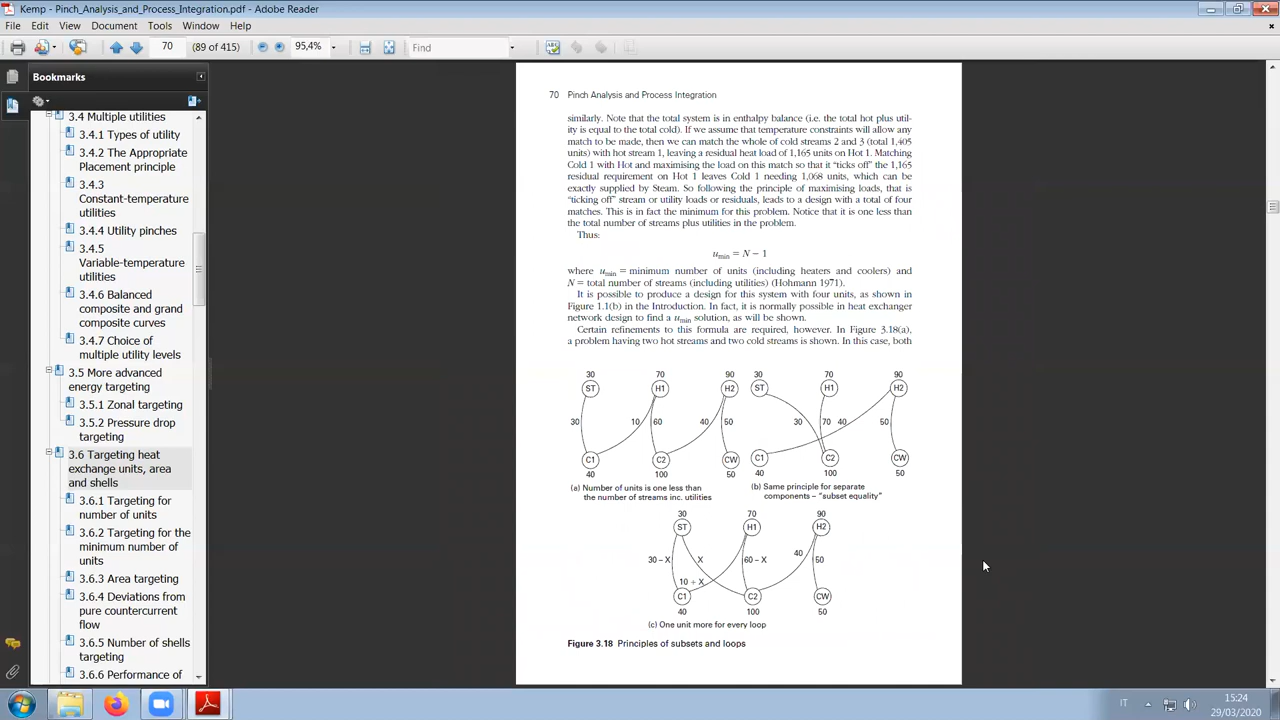 Kemp - Pinch_Analysis_and_Process_Integration.pdf - Adobe Reader
File Edit View Document Tools Window Help
70 (89 of 415) 95,4% Find
Bookmarks
3.4 Multiple utilities
3.4.1 Types of utility
3.4.2 The Appropriate
Placement principle
3.4.3
Constant-temperature
utilities
3.4.4 Utility pinches
3.4.5
Variable-temperature
utilities
3.4.6 Balanced
composite and grand
composite curves
3.4.7 Choice of
multiple utility levels
3.5 More advanced
energy targeting
3.5.1 Zonal targeting
3.5.2 Pressure drop
targeting
3.6 Targeting heat
exchange units, area
and shells
3.6.1 Targeting for
number of units
3.6.2 Targeting for the
minimum number of
units
3.6.3 Area targeting
3.6.4 Deviations from
pure countercurrent
flow
3.6.5 Number of shells
targeting
3.6.6 Performance of
70 Pinch Analysis and Process Integration
similarly. Note that the total system is in enthalpy balance (i.e. the total hot plus util-
ity is equal to the total cold). If we assume that temperature constraints will allow any
match to be made, then we can match the whole of cold streams 2 and 3 (total 1,405
units) with hot stream 1, leaving a residual heat load of 1,165 units on Hot 1. Matching
Cold 1 with Hot and maximising the load on this match so that it “ticks off” the 1,165
residual requirement on Hot 1 leaves Cold 1 needing 1,068 units, which can be
exactly supplied by Steam. So following the principle of maximising loads, that is
“ticking off” stream or utility loads or residuals, leads to a design with a total of four
matches. This is in fact the minimum for this problem. Notice that it is one less than
the total number of streams plus utilities in the problem.
Thus:
umin = N − 1
where umin = minimum number of units (including heaters and coolers) and
N = total number of streams (including utilities) (Hohmann 1971).
It is possible to produce a design for this system with four units, as shown in
Figure 1.1(b) in the Introduction. In fact, it is normally possible in heat exchanger
network design to find a umin solution, as will be shown.
Certain refinements to this formula are required, however. In Figure 3.18(a),
a problem having two hot streams and two cold streams is shown. In this case, both
30 70 90 30 70 90
ST H1 H2 ST H1 H2
30 10 60 40 50 30 70 40 50
C1 C2 CW C1 C2 CW
40 100 50 40 100 50
(a) Number of units is one less than
the number of streams inc. utilities
(b) Same principle for separate
components – “subset equality”
30 70 90
ST H1 H2
30 – X X 60 – X 40 50
10 + X
C1 C2 CW
40 100 50
(c) One unit more for every loop
Figure 3.18 Principles of subsets and loops
IT 15:24
29/03/2020